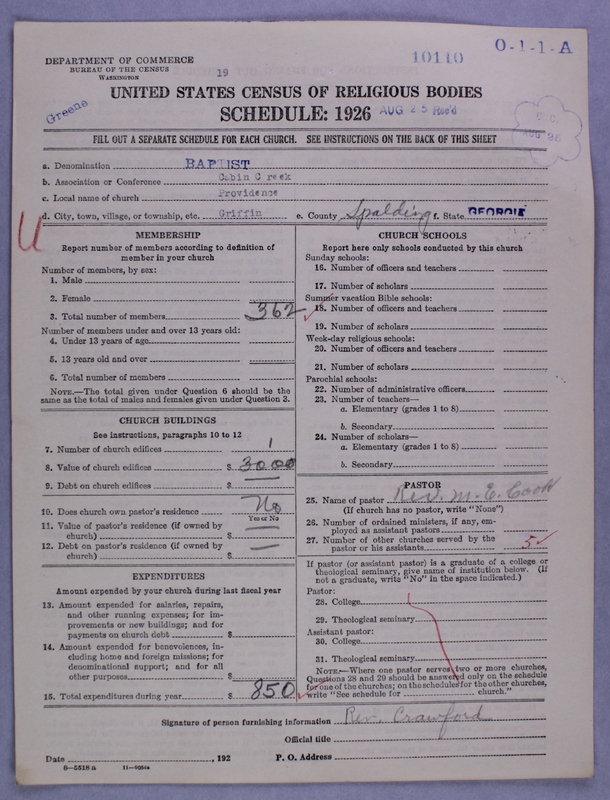 DEPARTMENT OF COMMERCE
BUREAU OF THE CENSUS
WASHINGTON
10110
O-1-1-A
19
UNITED STATES CENSUS OF RELIGIOUS BODIES
Greene
SCHEDULE: 1926
AUG 25 Rec'd
FILL OUT A SEPARATE SCHEDULE FOR EACH CHURCH. SEE INSTRUCTIONS ON THE BACK OF THIS SHEET
a. Denomination BAPTIST
b. Association or Conference Cabin Creek
c. Local name of church Providence
d. City, town, village, or township, etc. Griffin e. County Spalding f. State GEORGIA
U
MEMBERSHIP
Report number of members according to definition of
member in your church
Number of members, by sex:
1. Male
2. Female
3. Total number of members 362
Number of members under and over 13 years old:
4. Under 13 years of age
5. 13 years old and over
6. Total number of members
NOTE.—The total given under Question 6 should be the
same as the total of males and females given under Question 3.
CHURCH BUILDINGS
See instructions, paragraphs 10 to 12
7. Number of church edifices 1
8. Value of church edifices $ 3000
9. Debt on church edifices $
10. Does church own pastor's residence No
Yes or No
11. Value of pastor's residence (if owned by
church) $
12. Debt on pastor's residence (if owned by
church) $
EXPENDITURES
Amount expended by your church during last fiscal year
13. Amount expended for salaries, repairs,
and other running expenses; for im-
provements or new buildings; and for
payments on church debt $
14. Amount expended for benevolences, in-
cluding home and foreign missions; for
denominational support; and for all
other purposes $
15. Total expenditures during year $ 850
CHURCH SCHOOLS
Report here only schools conducted by this church
Sunday schools:
16. Number of officers and teachers
17. Number of scholars
Summer vacation Bible schools:
18. Number of officers and teachers
19. Number of scholars
Week-day religious schools:
20. Number of officers and teachers
21. Number of scholars
Parochial schools:
22. Number of administrative officers
23. Number of teachers—
a. Elementary (grades 1 to 8)
b. Secondary
24. Number of scholars—
a. Elementary (grades 1 to 8)
b. Secondary
PASTOR
25. Name of pastor Rev. M. E. Cook
(If church has no pastor, write "None")
26. Number of ordained ministers, if any, em-
ployed as assistant pastors
27. Number of other churches served by the
pastor or his assistants 5
If pastor (or assistant pastor) is a graduate of a college or
theological seminary, give name of institution below. (If
not a graduate, write "No" in the space indicated.)
Pastor:
28. College
29. Theological seminary
Assistant pastor:
30. College
31. Theological seminary
NOTE.—Where one pastor serves two or more churches,
Questions 28 and 29 should be answered only on the schedule
for one of the churches; on the schedules for the other churches,
write "See schedule for church."
Signature of person furnishing information Rev. Crawford
Official title
Date , 192 P. O. Address
8—5518 a